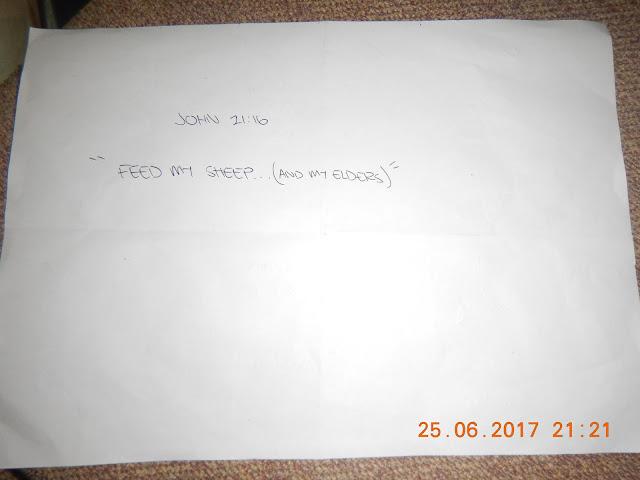 JOHN 21:16
"FEED MY SHEEP...(AND MY ELDERS)"
25.06.2017 21:21